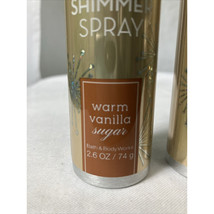 SHIMMER
SPRAY
warm
vanilla
sugar
Bath & Body Works
2.6 OZ / 74 g